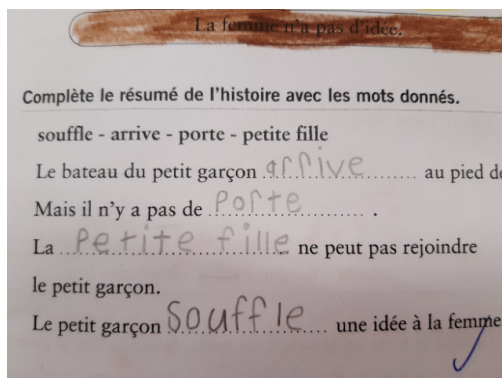 La femme n'a pas d'idée.
Complète le résumé de l'histoire avec les mots donnés.
souffle - arrive - porte - petite fille
Le bateau du petit garçon arrive au pied de
Mais il n'y a pas de porte .
La petite fille ne peut pas rejoindre
le petit garçon.
Le petit garçon souffle une idée à la femme